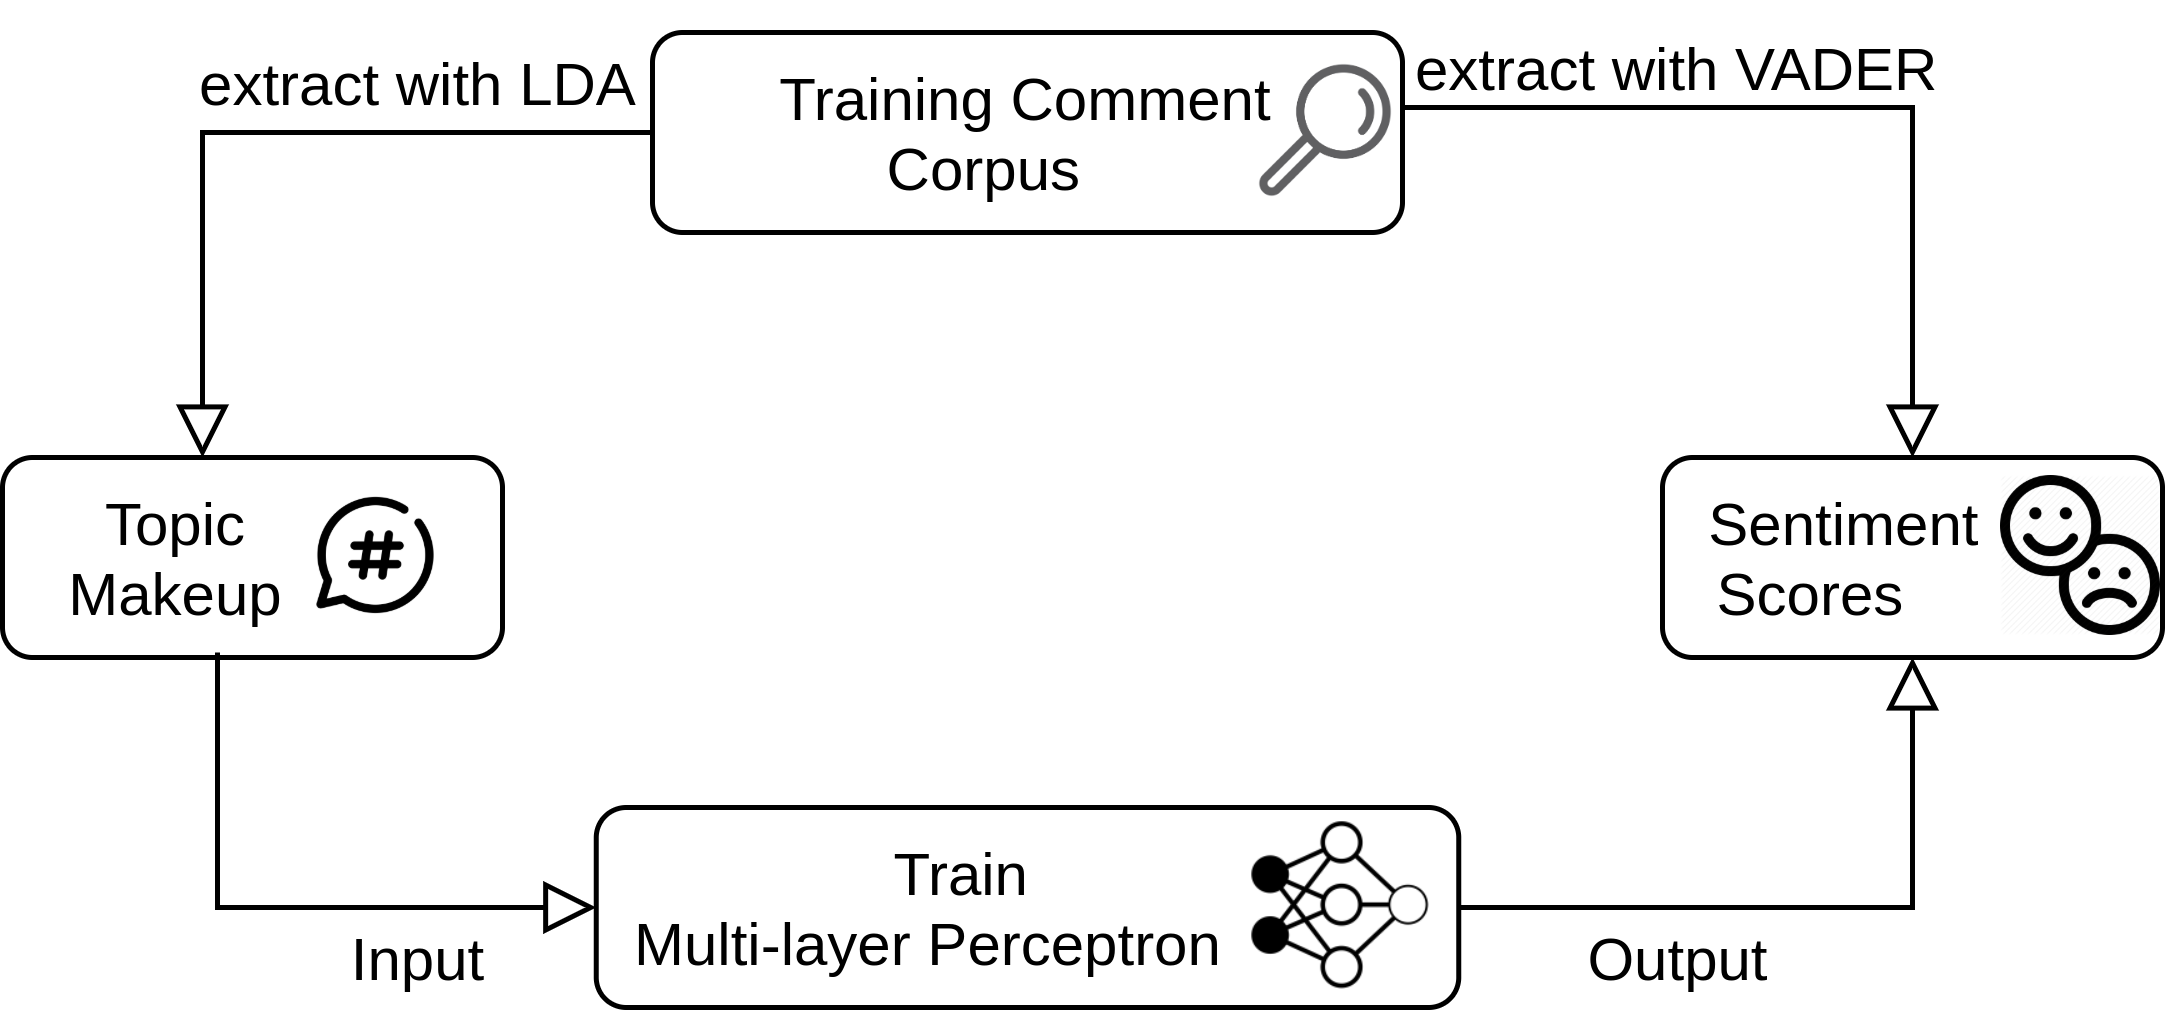 extract with LDA
Training Comment
Corpus
extract with VADER
Topic
Makeup
#
Sentiment
Scores
Train
Multi-layer Perceptron
Input
Output